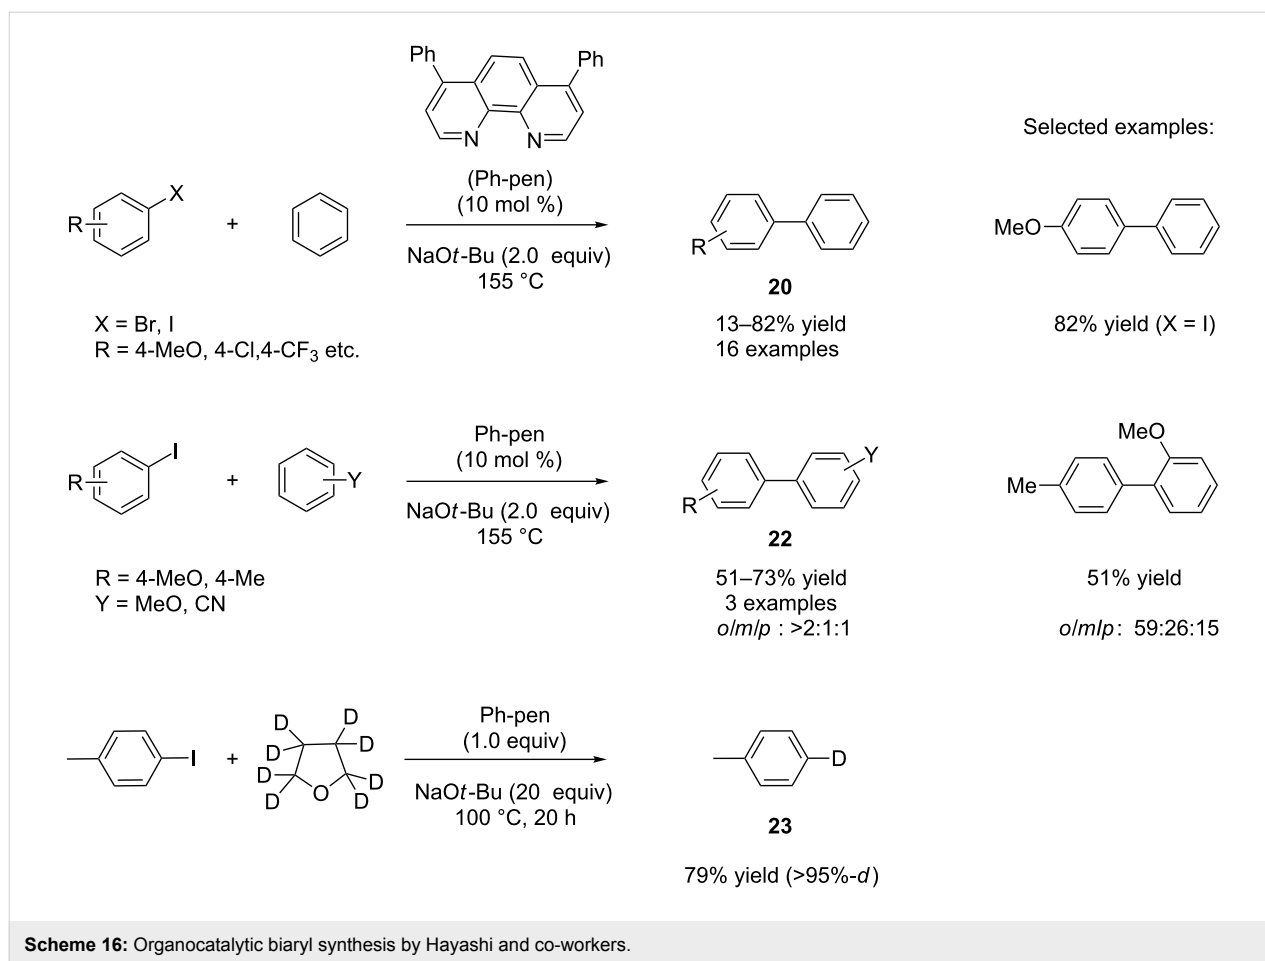 Ph
Ph
N
N
Selected examples:
(Ph-pen)
(10 mol %)
R
X
+
NaOt-Bu (2.0 equiv)
155 °C
R
20
MeO
X = Br, I
R = 4-MeO, 4-Cl,4-CF3 etc.
13–82% yield
16 examples
82% yield (X = I)
R
I
+
Y
Ph-pen
(10 mol %)
NaOt-Bu (2.0 equiv)
155 °C
R
Y
22
MeO
Me
R = 4-MeO, 4-Me
Y = MeO, CN
51–73% yield
3 examples
o/m/p : >2:1:1
51% yield
o/m/p: 59:26:15
I
+
D
D
D
D
D
D
D
D
O
Ph-pen
(1.0 equiv)
NaOt-Bu (20 equiv)
100 °C, 20 h
D
23
79% yield (>95%-d)
Scheme 16: Organocatalytic biaryl synthesis by Hayashi and co-workers.